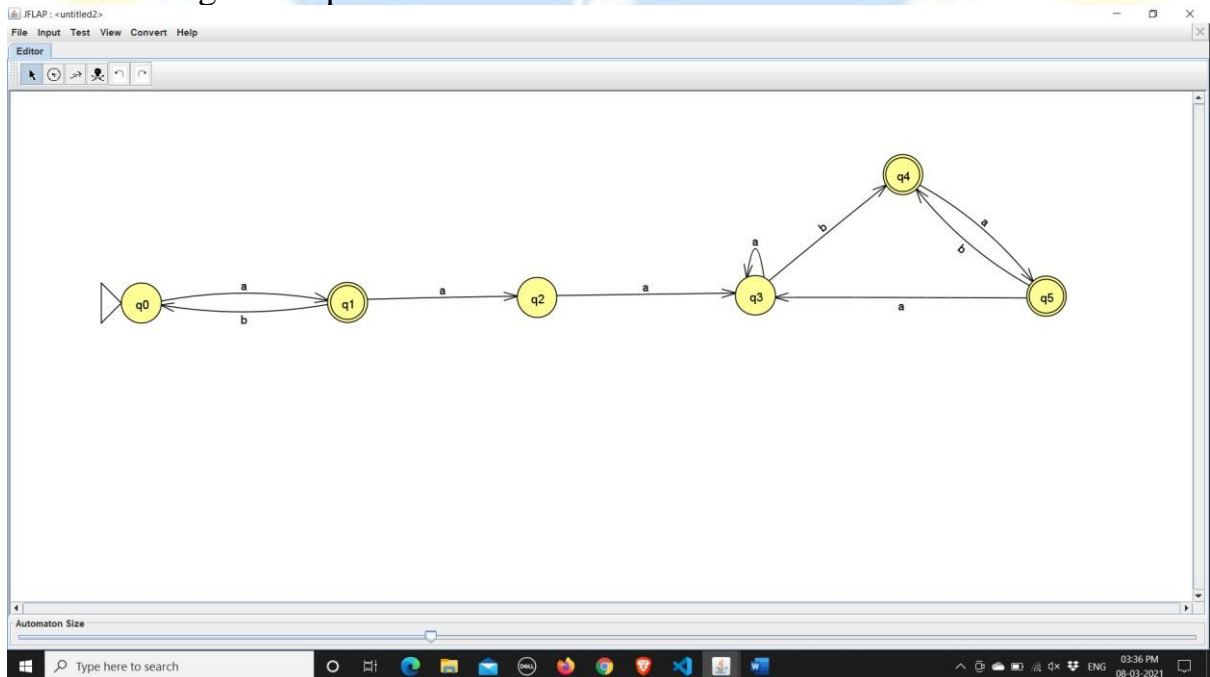 JFLAP : <untitled2>
File Input Test View Convert Help
Editor
a
q0
b
q1
a
q2
a
a
q3
b
q4
a
b
q5
a
Automaton Size
Type here to search
DELL
ENG
03:36 PM
08-03-2021